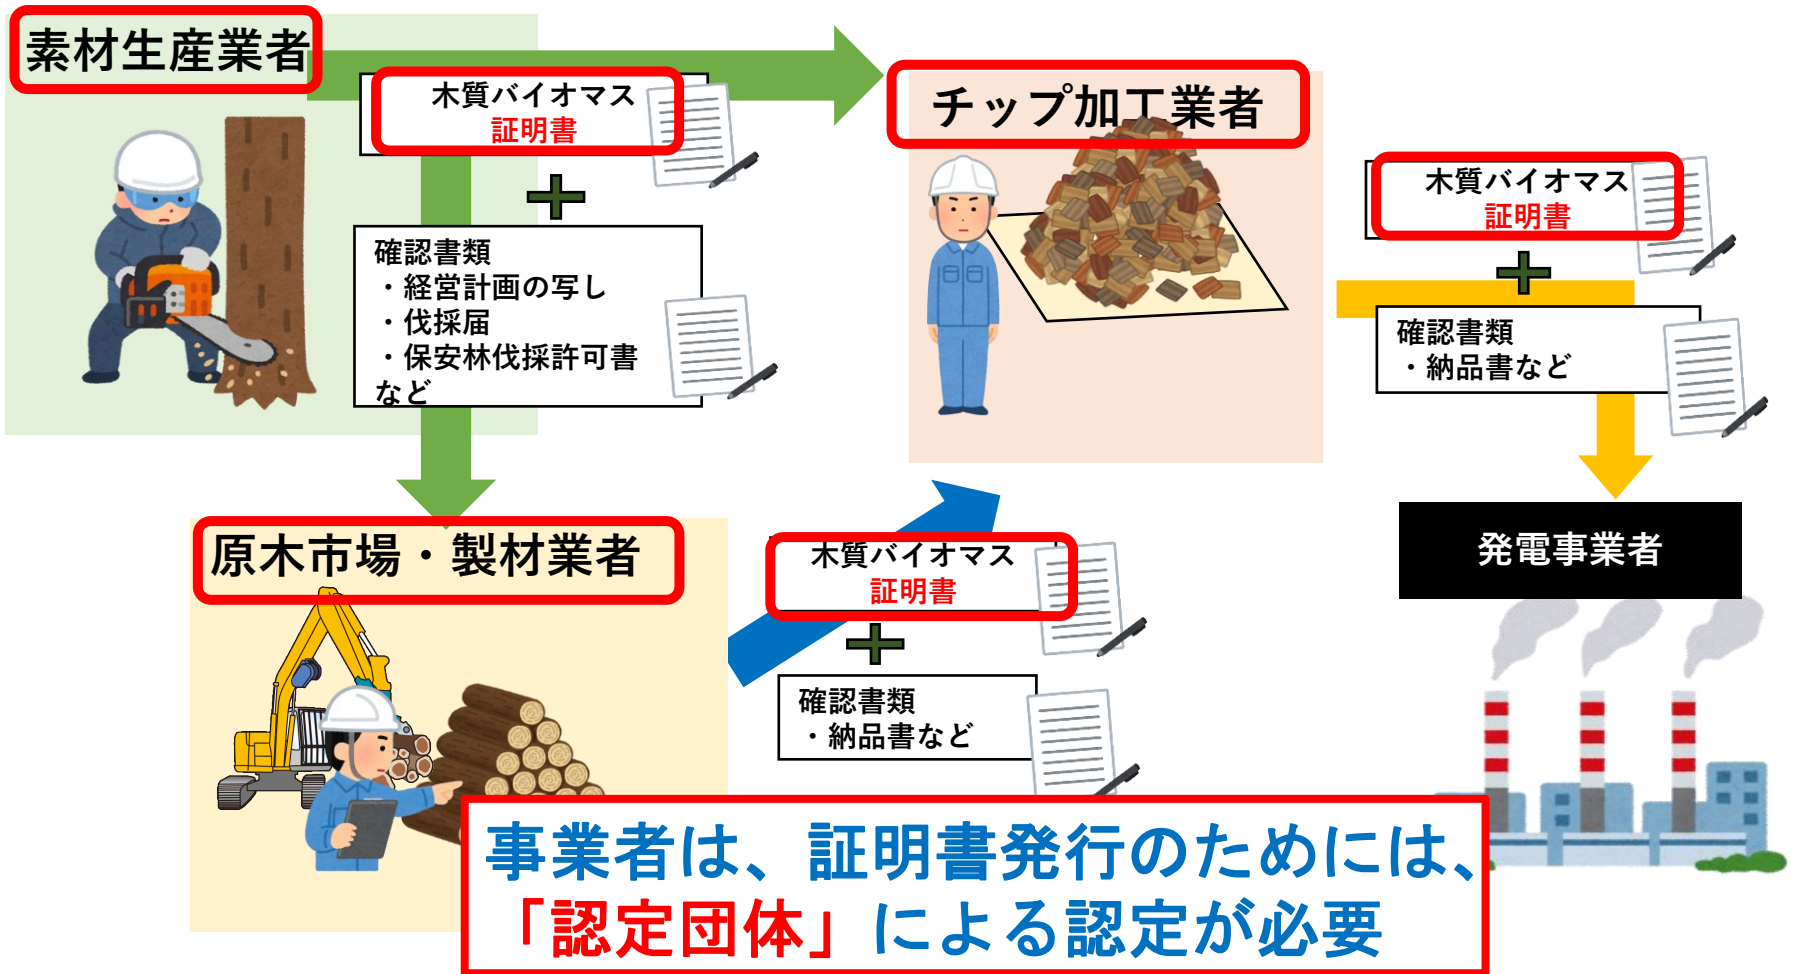 素材生産業者
木質バイオマス
証明書
確認書類
・経営計画の写し
・伐採届
・保安林伐採許可書
など
チップ加工業者
木質バイオマス
証明書
確認書類
・納品書など
原木市場・製材業者
木質バイオマス
証明書
確認書類
・納品書など
発電事業者
事業者は、証明書発行のためには、
「認定団体」による認定が必要